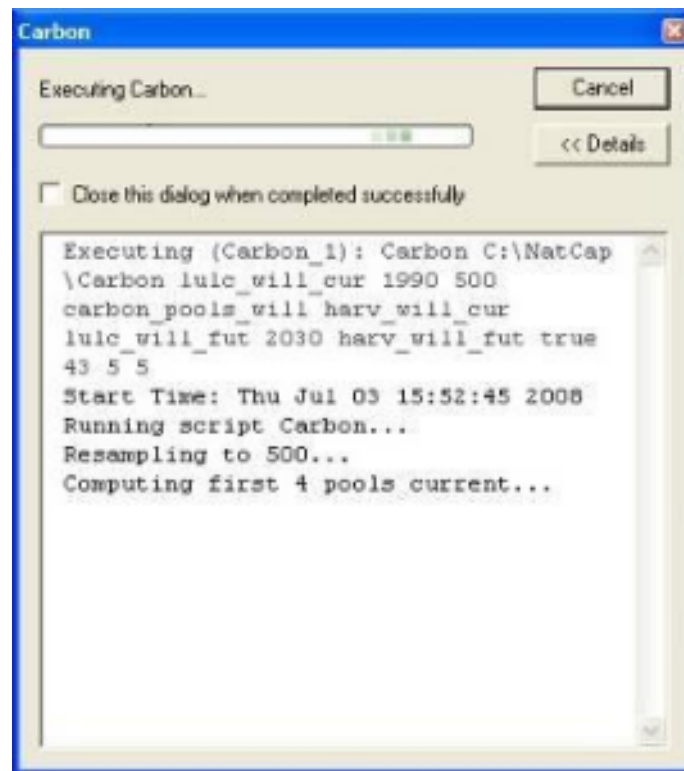 Carbon
Executing Carbon...
Cancel
<< Details
Close this dialog when completed successfully
Executing (Carbon_1): Carbon C:\NatCap
\Carbon lulc_will_cur 1990 500
carbon_pools_will harv_will_cur
lulc_will_fut 2030 harv_will_fut true
43 5 5
Start Time: Thu Jul 03 15:52:45 2008
Running script Carbon...
Resampling to 500...
Computing first 4 pools current...